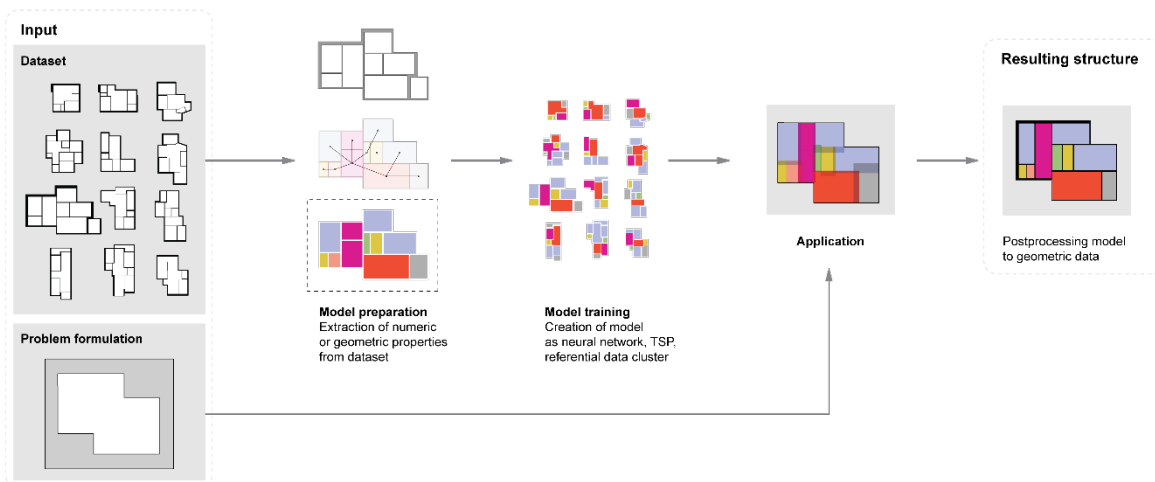 Input
Dataset
Problem formulation
Model preparation
Extraction of numeric
or geometric properties
from dataset
Model training
Creation of model
as neural network, TSP,
referential data cluster
Application
Resulting structure
Postprocessing model
to geometric data